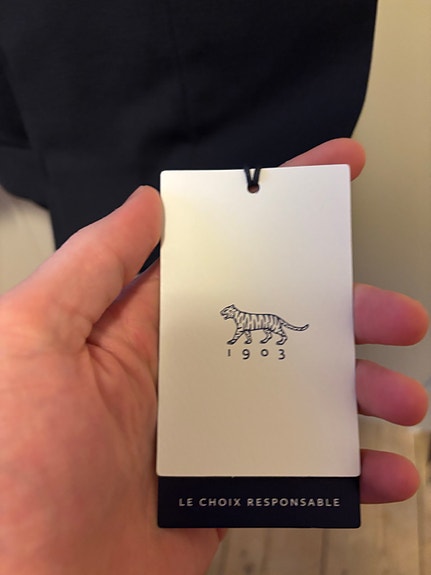 1903
LE CHOIX RESPONSABLE